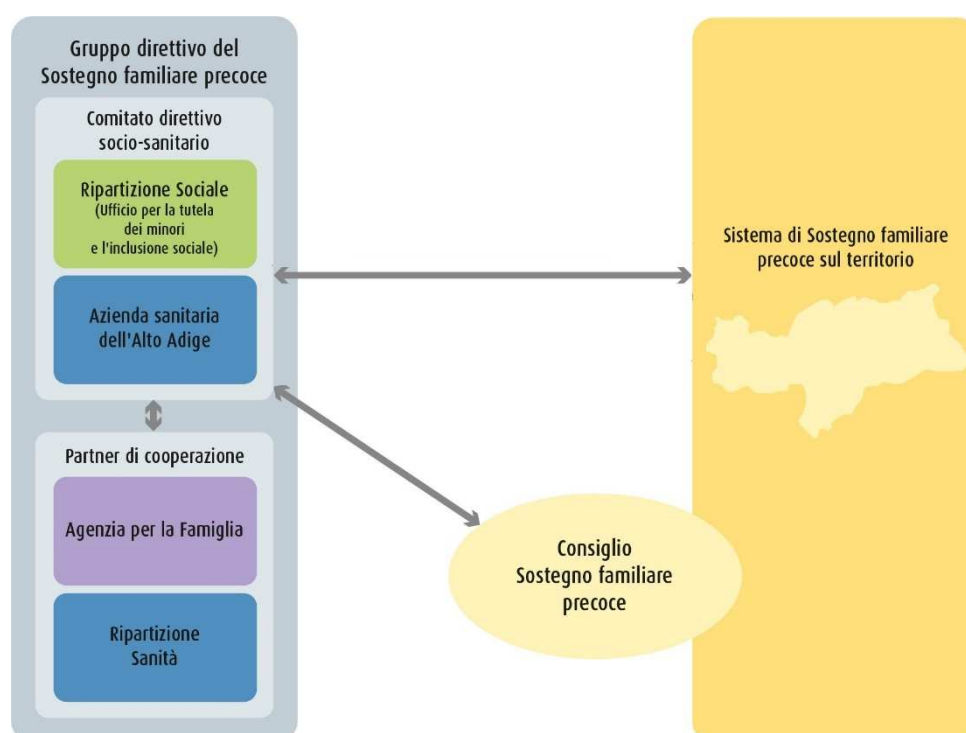 Gruppo direttivo del
Sostegno familiare precoce
Comitato direttivo
socio-sanitario
Ripartizione Sociale
(Ufficio per la tutela
dei minori
e l'inclusione sociale)
Azienda sanitaria
dell'Alto Adige
Partner di cooperazione
Agenzia per la Famiglia
Ripartizione
Sanità
Consiglio
Sostegno familiare
precoce
Sistema di Sostegno familiare
precoce sul territorio